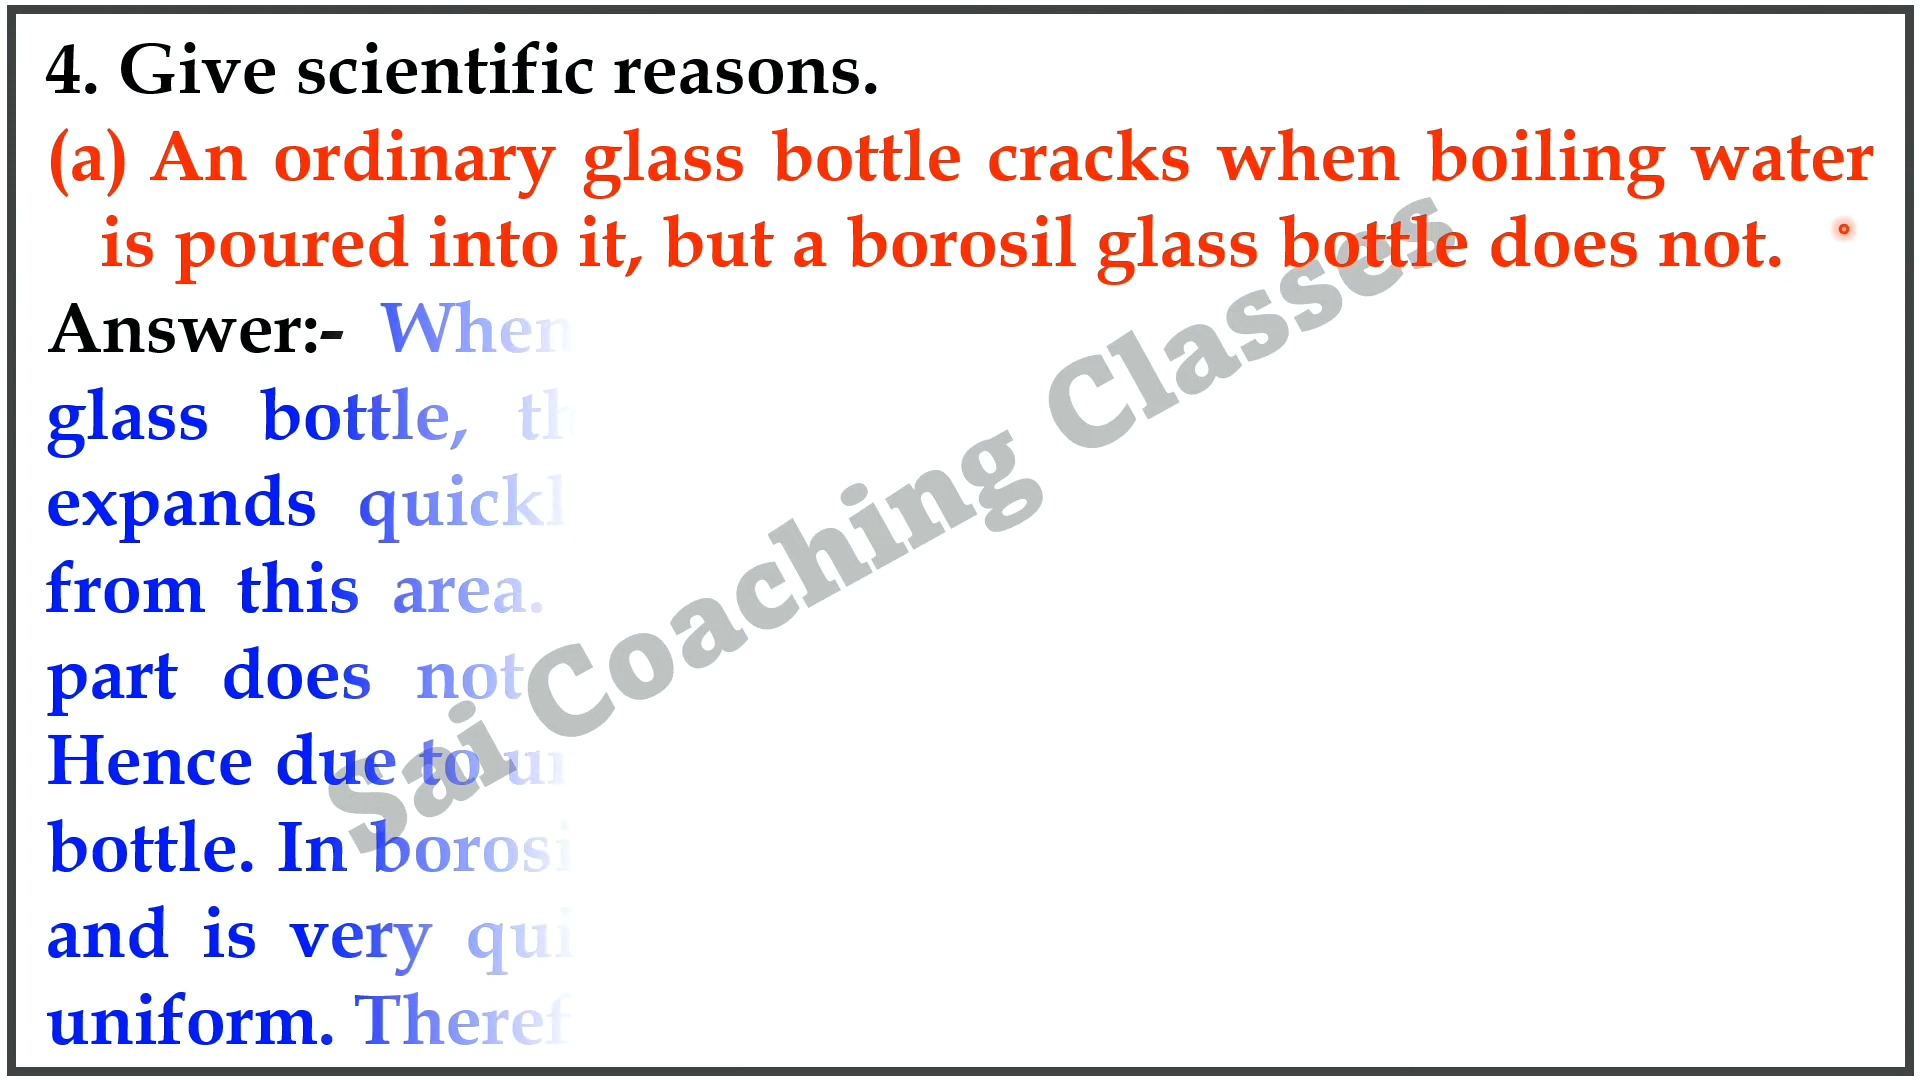 4. Give scientific reasons.
(a) An ordinary glass bottle cracks when boiling water
is poured into it, but a borosil glass bottle does not.
Answer:- When
glass bottle,
expands
from this area.
part does not
Hence due to
bottle. In
and is very
uniform.
Sai Coaching Classes